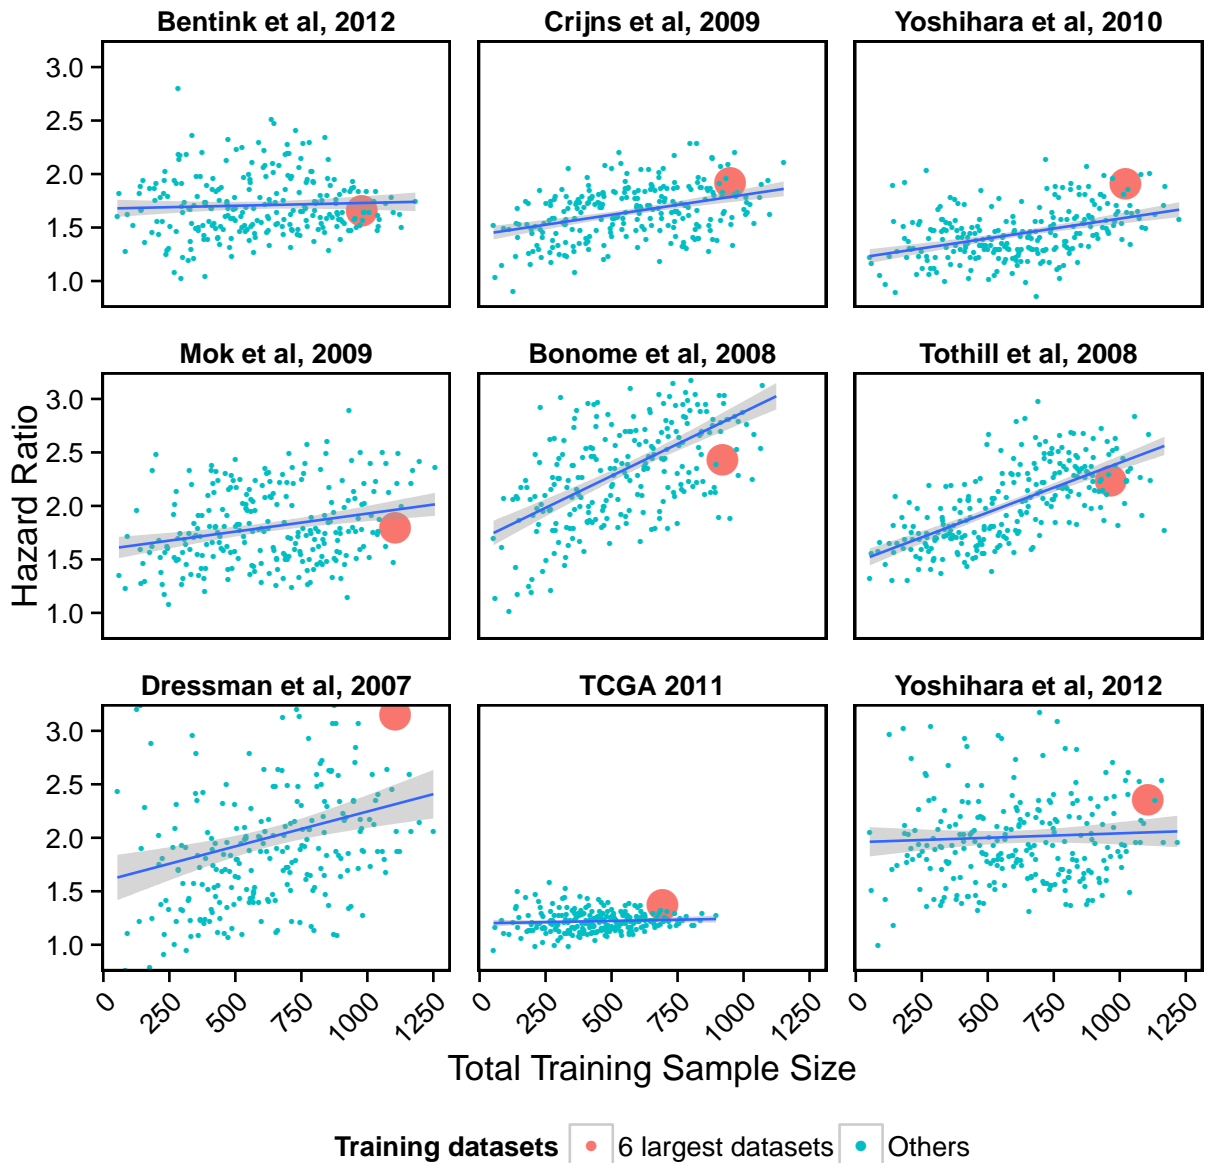 Bentink et al, 2012 Crijns et al, 2009 Yoshihara et al, 2010
3.0
2.5
2.0
1.5
1.0
Mok et al, 2009 Bonome et al, 2008 Tothill et al, 2008
3.0
2.5
2.0
1.5
1.0
Hazard Ratio
Dressman et al, 2007 TCGA 2011 Yoshihara et al, 2012
3.0
2.5
2.0
1.5
1.0
0 250 500 750 1000 1250 0 250 500 750 1000 1250 0 250 500 750 1000 1250
Total Training Sample Size
Training datasets 6 largest datasets Others